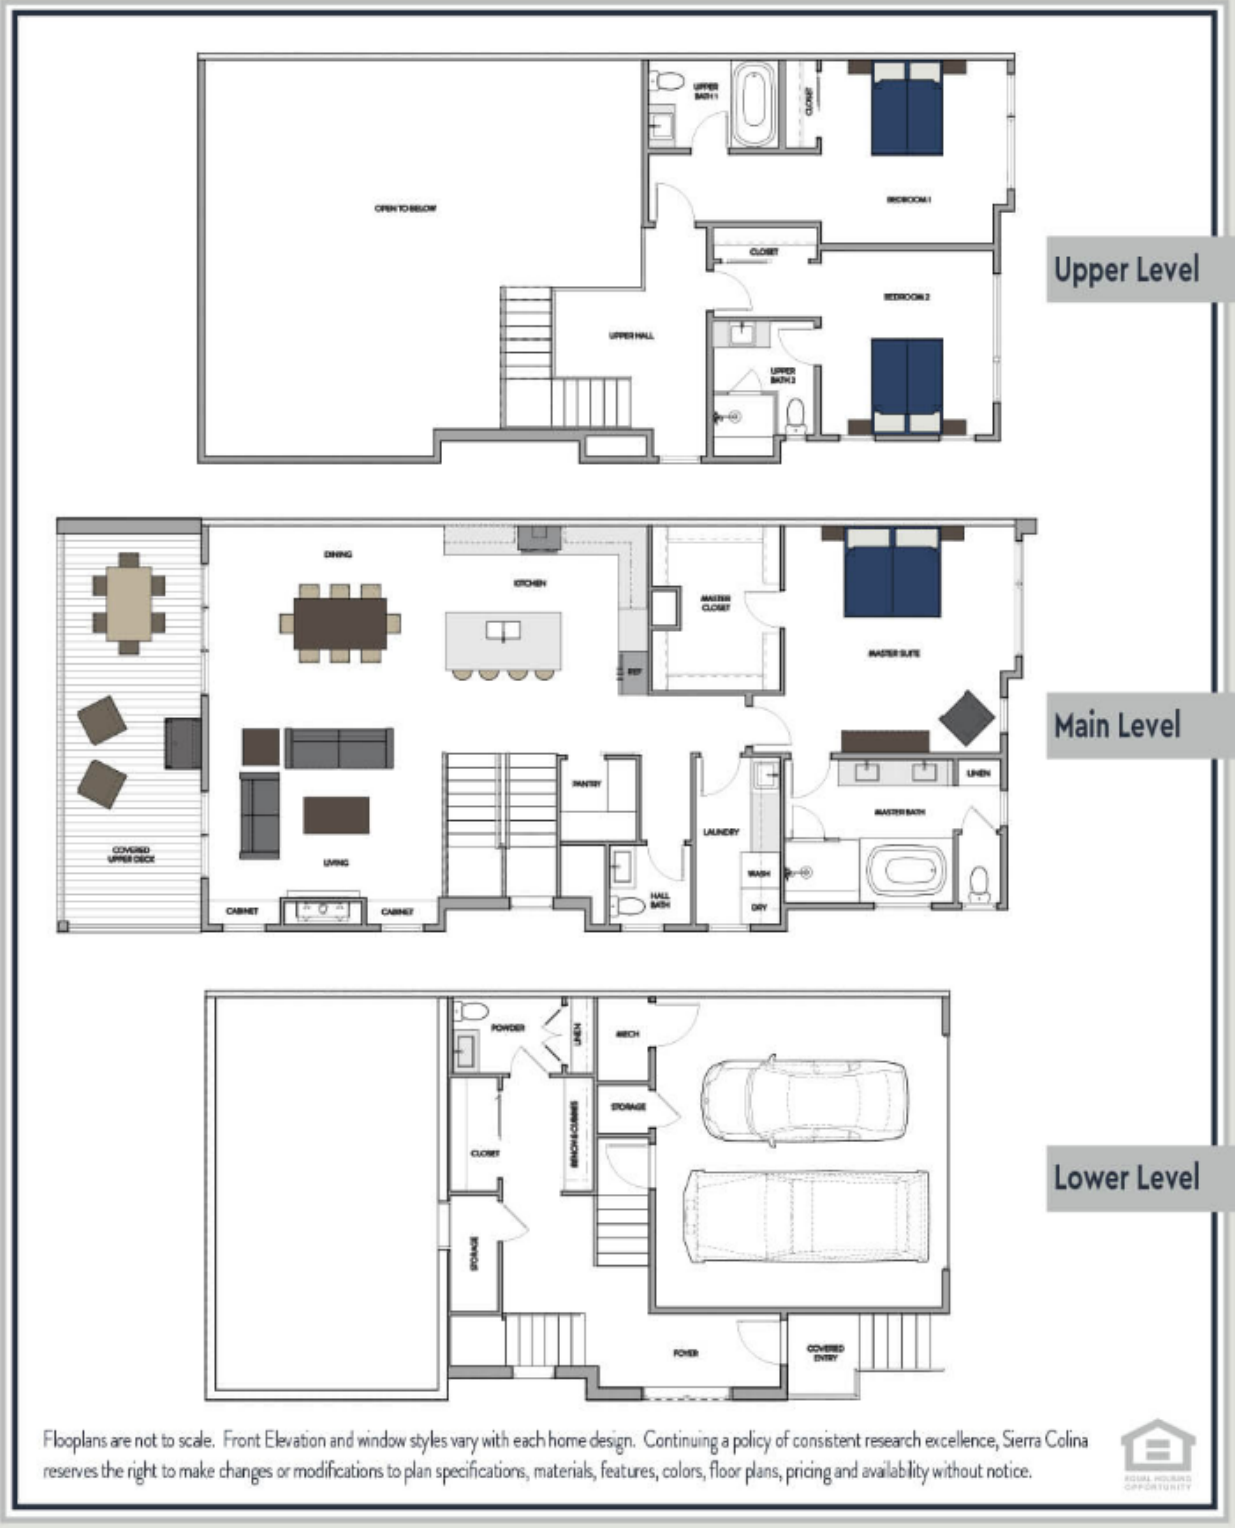 UPPER
BATH 1
CLOSET
OPEN TO BELOW
BEDROOM 1
CLOSET
Upper Level
BEDROOM 2
UPPER HALL
UPPER
BATH 2
DINING
KITCHEN
MASTER
CLOSET
MASTER SUITE
REF
Main Level
LINEN
PANTRY
MASTER BATH
LAUNDRY
COVERED
UPPER DECK
LIVING
WASH
HALL
BATH
CABINET
CABINET
DRY
POWDER
LINEN
MECH
STORAGE
BENCH & CUBBIES
CLOSET
Lower Level
STORAGE
FOYER
COVERED
ENTRY
Flooplans are not to scale. Front Elevation and window styles vary with each home design. Continuing a policy of consistent research excellence, Sierra Colina
reserves the right to make changes or modifications to plan specifications, materials, features, colors, floor plans, pricing and availability without notice.
EQUAL HOUSING
OPPORTUNITY